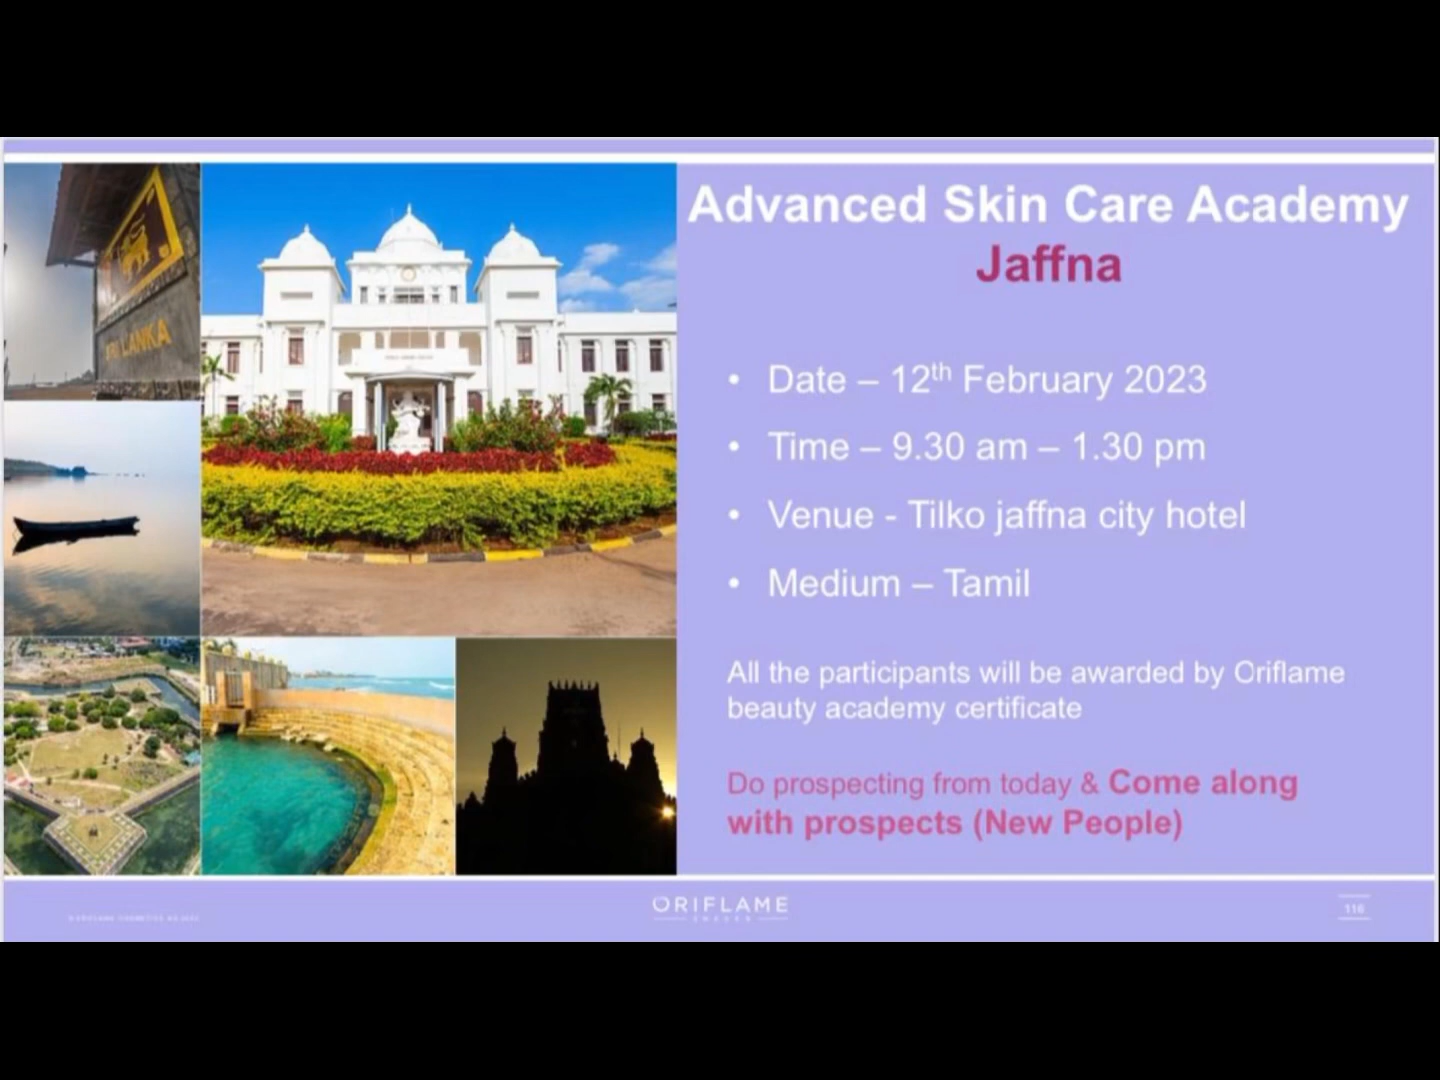 Advanced Skin Care Academy
Jaffna
• Date – 12th February 2023
• Time – 9.30 am – 1.30 pm
• Venue - Tilko jaffna city hotel
• Medium – Tamil
All the participants will be awarded by Oriflame
beauty academy certificate
Do prospecting from today & Come along
with prospects (New People)
LANKA
ORIFLAME
SWEDEN
116